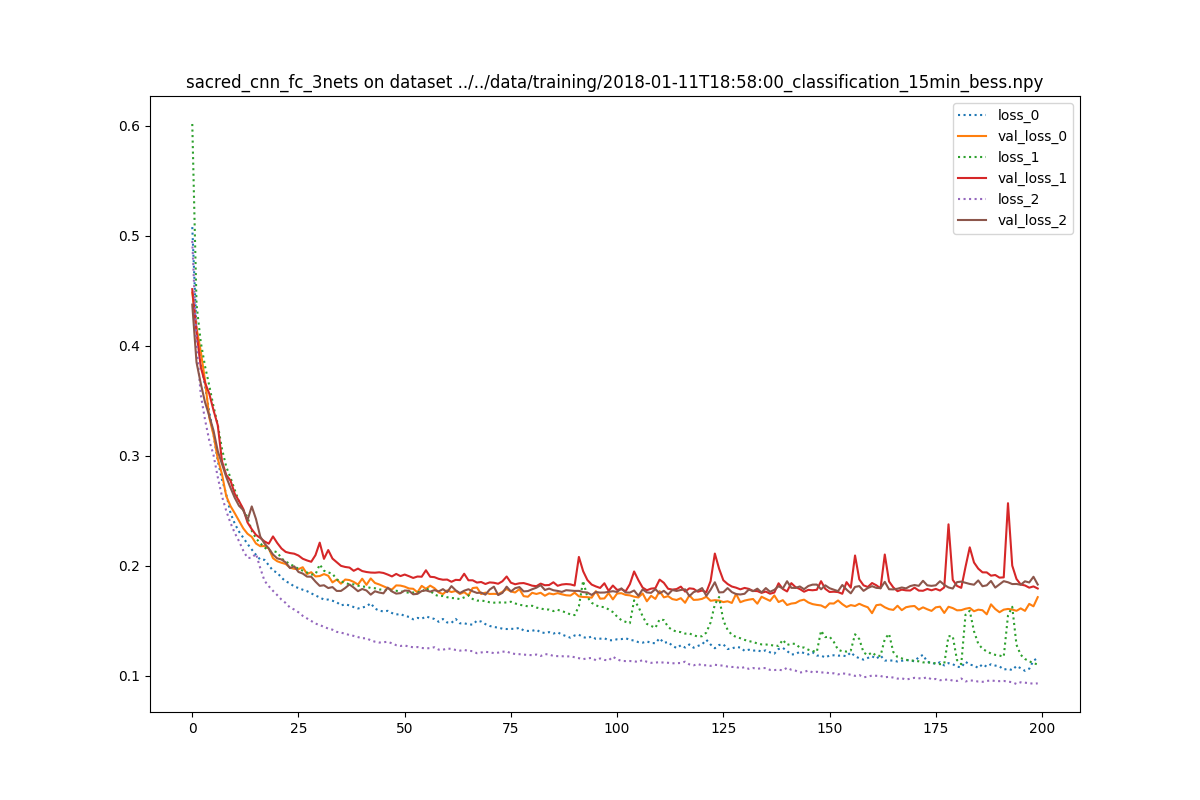 sacred_cnn_fc_3nets on dataset ../../data/training/2018-01-11T18:58:00_classification_15min_bess.npy
loss_0
val_loss_0
loss_1
val_loss_1
loss_2
val_loss_2
0.6
0.5
0.4
0.3
0.2
0.1
0 25 50 75 100 125 150 175 200